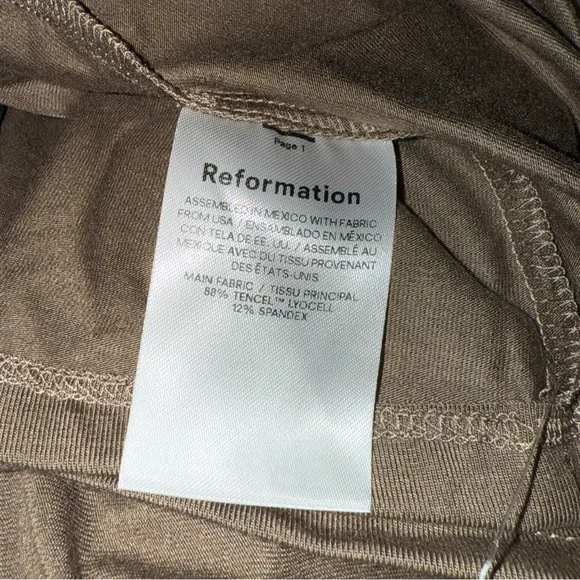 Page 1
Reformation
ASSEMBLED IN MEXICO WITH FABRIC
FROM USA / ENSAMBLADO EN MÉXICO
CON TELA DE EE. UU. / ASSEMBLÉ AU
MEXIQUE AVEC DU TISSU PROVENANT
DES ÉTATS-UNIS
MAIN FABRIC / TISSU PRINCIPAL
88% TENCEL™ LYOCELL
12% SPANDEX